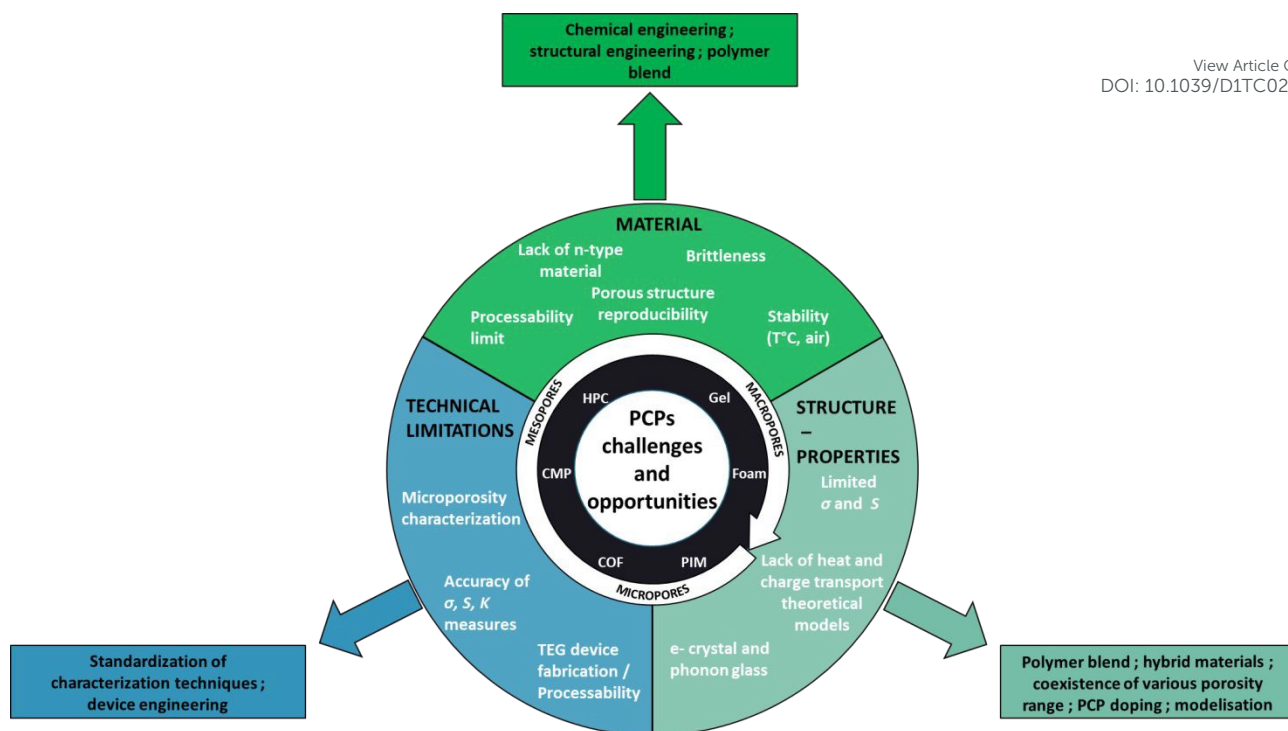 Chemical engineering ;
structural engineering ; polymer
blend
View Article O
DOI: 10.1039/D1TC02
MATERIAL
Lack of n-type
material
Brittleness
Porous structure
reproducibility
Processability
limit
Stability
(T°C, air)
TECHNICAL
LIMITATIONS
Microporosity
characterization
Accuracy of
σ, S, K
measures
TEG device
fabrication /
Processability
STRUCTURE
–
PROPERTIES
Limited
σ and S
Lack of heat and
charge transport
theoretical
models
e- crystal and
phonon glass
MESOPORES
MACROPORES
MICROPORES
HPC
Gel
CMP
Foam
COF
PIM
PCPs
challenges
and
opportunities
Standardization of
characterization techniques ;
device engineering
Polymer blend ; hybrid materials ;
coexistence of various porosity
range ; PCP doping ; modelisation